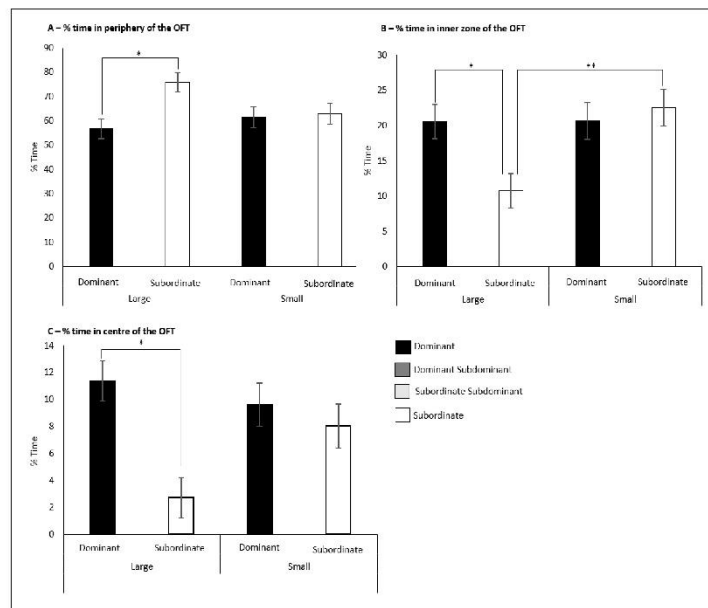 A – % time in periphery of the OFT
90
80
70
60
50
40
30
20
10
0
% Time
*
Dominant Subordinate Dominant Subordinate
Large Small
B – % time in inner zone of the OFT
30
25
20
15
10
5
0
% Time
* **
Dominant Subordinate Dominant Subordinate
Large Small
C – % time in centre of the OFT
14
12
10
8
6
4
2
0
% Time
*
Dominant Subordinate Dominant Subordinate
Large Small
Dominant
Dominant Subdominant
Subordinate Subdominant
Subordinate